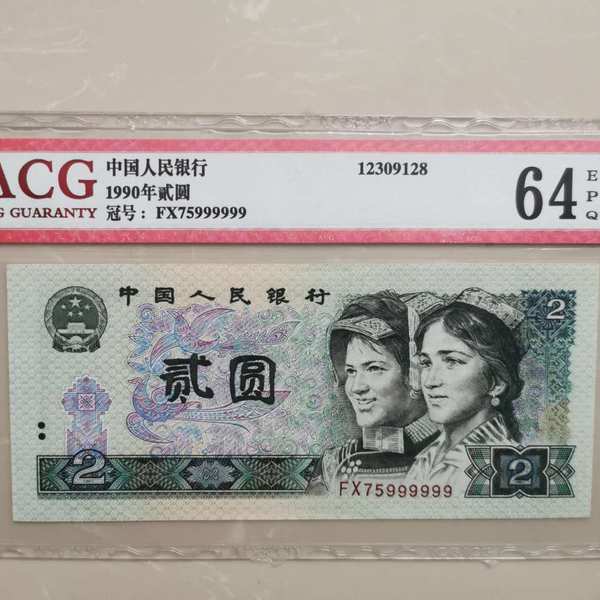 ACG
G GUARANTY
中国人民银行
1990年贰圆
冠号: FX75999999
12309128
64
E
P
Q
中国人民银行
2
贰圆
2
FX75999999
2